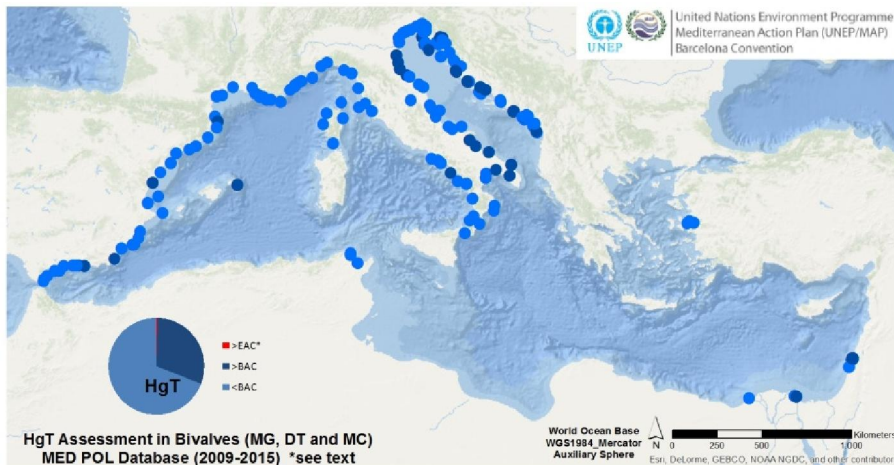 UNEP
United Nations Environment Programme
Mediterranean Action Plan (UNEP/MAP)
Barcelona Convention
>EAC*
>BAC
<BAC
HgT
HgT Assessment in Bivalves (MG, DT and MC)
MED POL Database (2009-2015) *see text
World Ocean Base
WGS1984_Mercator
Auxiliary Sphere
N
Kilometers
0 250 500 1,000
Esri, DeLorme, GEBCO, NOAA NGDC, and other contributors